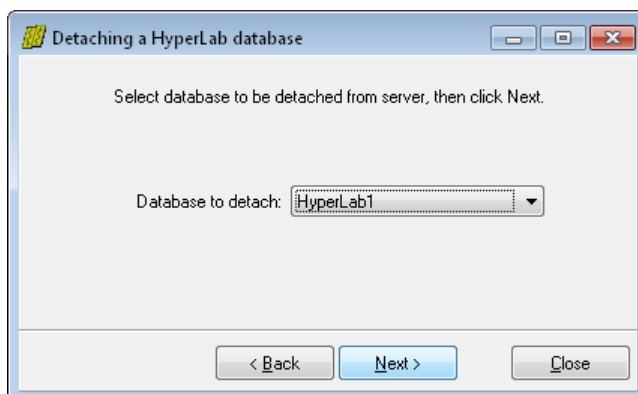 Detaching a HyperLab database
Select database to be detached from server, then click Next.
Database to detach: HyperLab1
< Back Next > Close